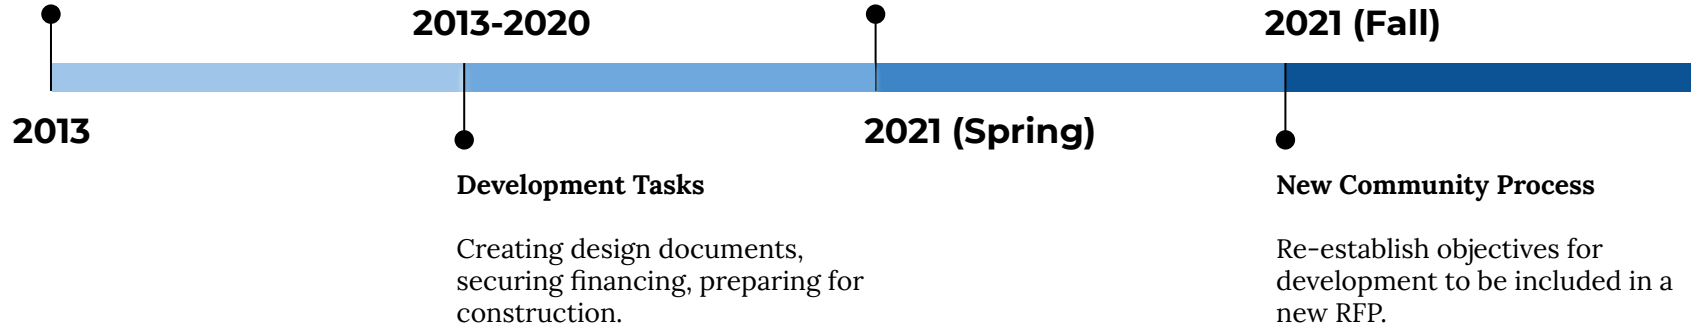 2013-2020
2021 (Fall)
2013
2021 (Spring)
Development Tasks
Creating design documents,
securing financing, preparing for
construction.
New Community Process
Re-establish objectives for
development to be included in a
new RFP.